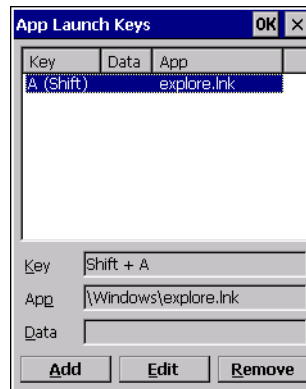 App Launch Keys OK ×
Key Data App
A (Shift) explore.lnk
Key Shift + A
App \Windows\explore.lnk
Data
Add Edit Remove